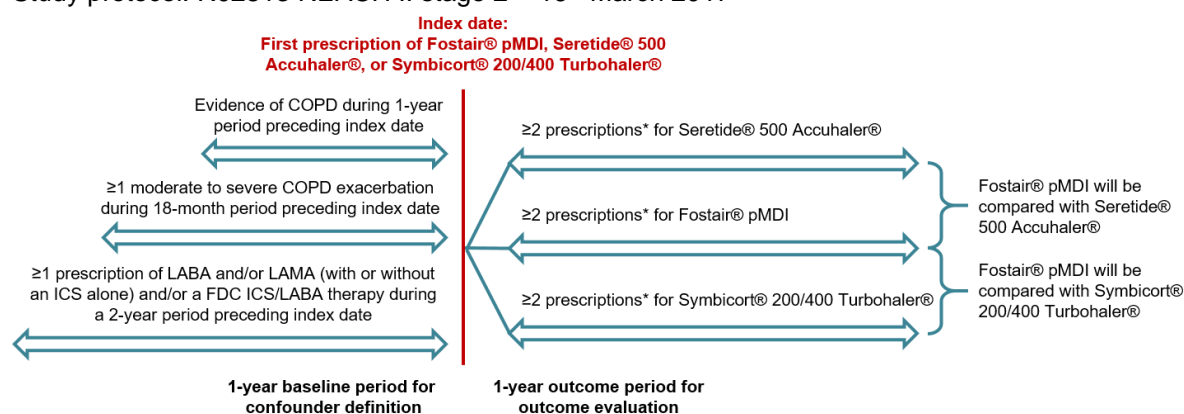 Study protocol: stage 2 March 2017
Index date:
First prescription of Fostair® pMDI, Seretide® 500
Accuhaler®, or Symbicort® 200/400 Turbohaler®
Evidence of COPD during 1-year
period preceding index date
≥1 moderate to severe COPD exacerbation
during 18-month period preceding index date
≥1 prescription of LABA and/or LAMA (with or without
an ICS alone) and/or a FDC ICS/LABA therapy during
a 2-year period preceding index date
≥2 prescriptions* for Seretide® 500 Accuhaler®
≥2 prescriptions* for Fostair® pMDI
≥2 prescriptions* for Symbicort® 200/400 Turbohaler®
Fostair® pMDI will be
compared with Seretide®
500 Accuhaler®
Fostair® pMDI will be
compared with Symbicort®
200/400 Turbohaler®
1-year baseline period for
confounder definition
1-year outcome period for
outcome evaluation